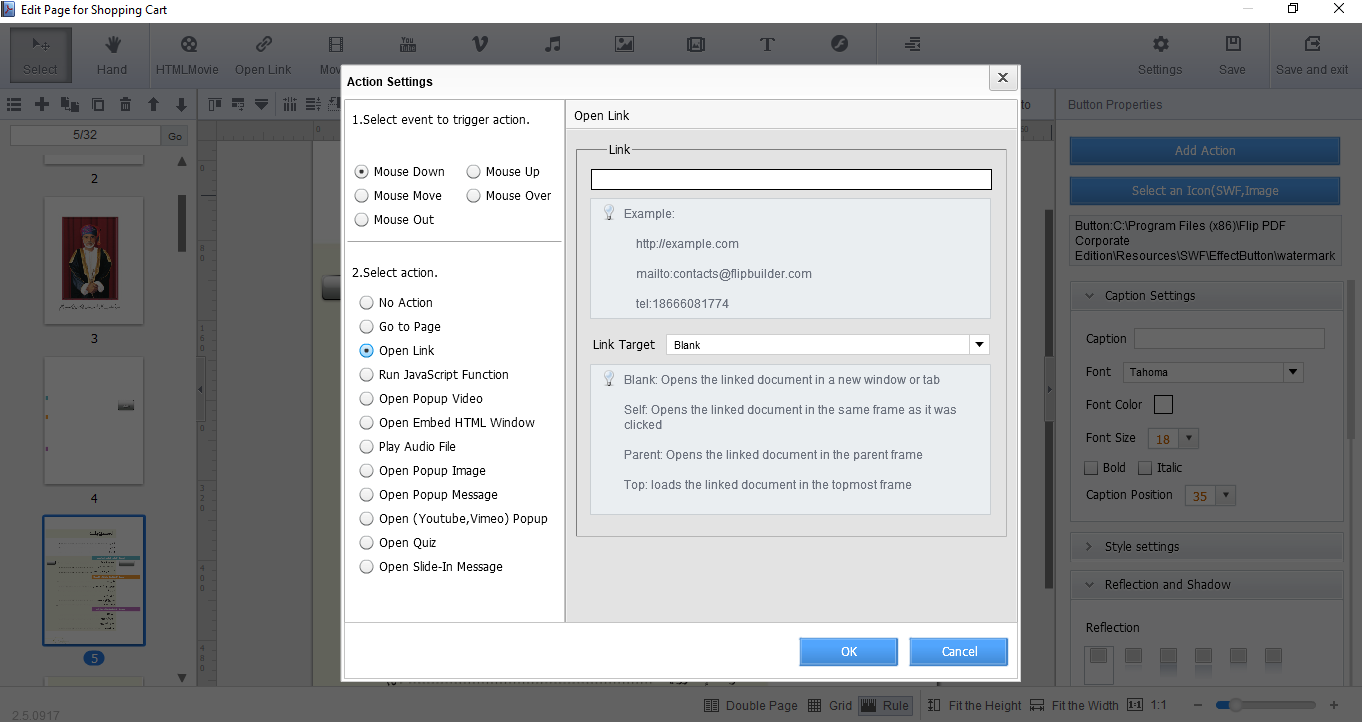 Edit Page for Shopping Cart
Select
Hand
HTMLMovie
Open Link
Mov
You
Tube
Settings
Save
Save and exit
5/32
Go
to
Button Properties
2
3
4
5
Action Settings
1.Select event to trigger action.
Mouse Down
Mouse Up
Mouse Move
Mouse Over
Mouse Out
2.Select action.
No Action
Go to Page
Open Link
Run JavaScript Function
Open Popup Video
Open Embed HTML Window
Play Audio File
Open Popup Image
Open Popup Message
Open (Youtube,Vimeo) Popup
Open Quiz
Open Slide-In Message
Open Link
Link
Example:
http://example.com
mailto:contacts@flipbuilder.com
tel:18666081774
Link Target
Blank
Blank: Opens the linked document in a new window or tab
Self: Opens the linked document in the same frame as it was
clicked
Parent: Opens the linked document in the parent frame
Top: loads the linked document in the topmost frame
OK
Cancel
Add Action
Select an Icon(SWF,Image
Button:C:\Program Files (x86)\Flip PDF
Corporate
Edition\Resources\SWF\EffectButton\watermark
Caption Settings
Caption
Font
Tahoma
Font Color
Font Size
18
Bold
Italic
Caption Position
35
Style settings
Reflection and Shadow
Reflection
2.5.0917
Double Page
Grid
Rule
Fit the Height
Fit the Width
1:1